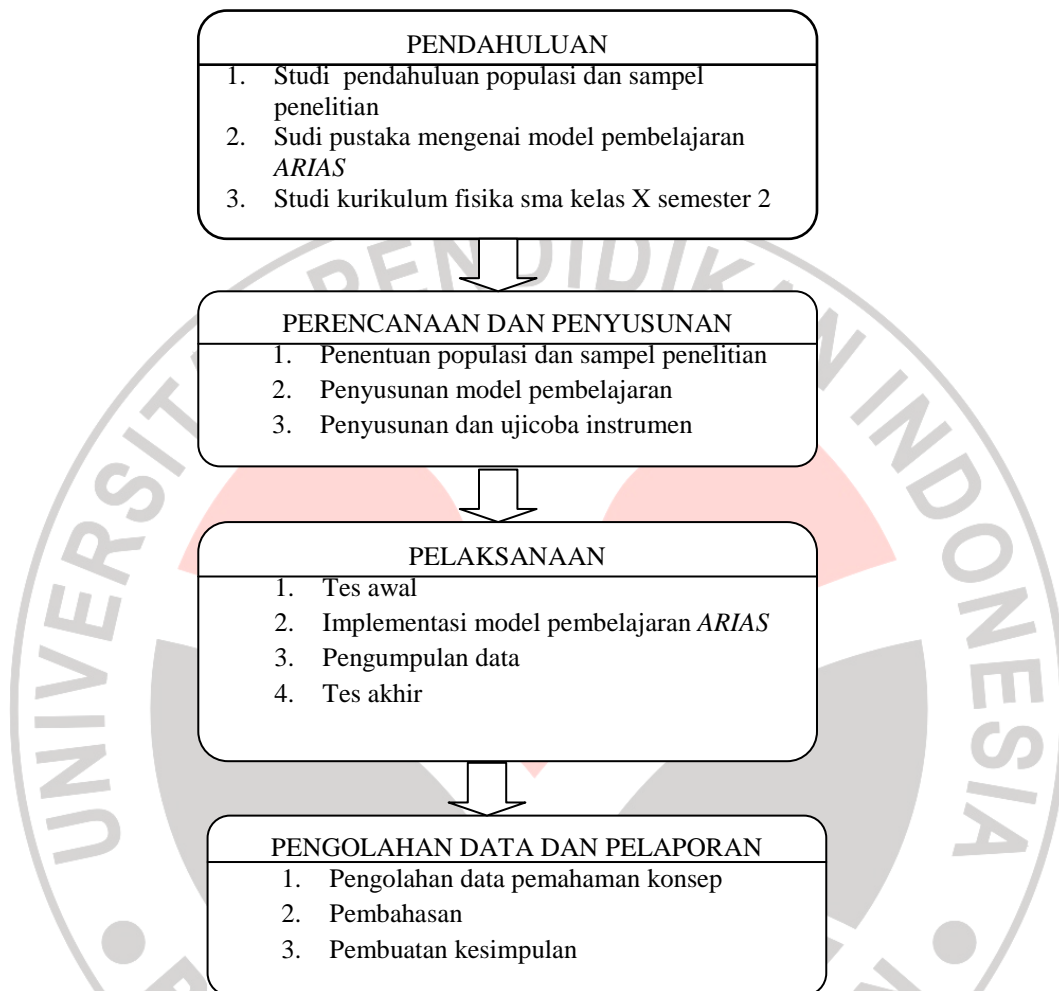 PENDAHULUAN
1. Studi pendahuluan populasi dan sampel
penelitian
2. Sudi pustaka mengenai model pembelajaran
ARIAS
3. Studi kurikulum fisika sma kelas X semester 2
PERENCANAAN DAN PENYUSUNAN
1. Penentuan populasi dan sampel penelitian
2. Penyusunan model pembelajaran
3. Penyusunan dan ujicoba instrumen
PELAKSANAAN
1. Tes awal
2. Implementasi model pembelajaran ARIAS
3. Pengumpulan data
4. Tes akhir
PENGOLAHAN DATA DAN PELAPORAN
1. Pengolahan data pemahaman konsep
2. Pembahasan
3. Pembuatan kesimpulan
PENDIDIKAN INDONESIA